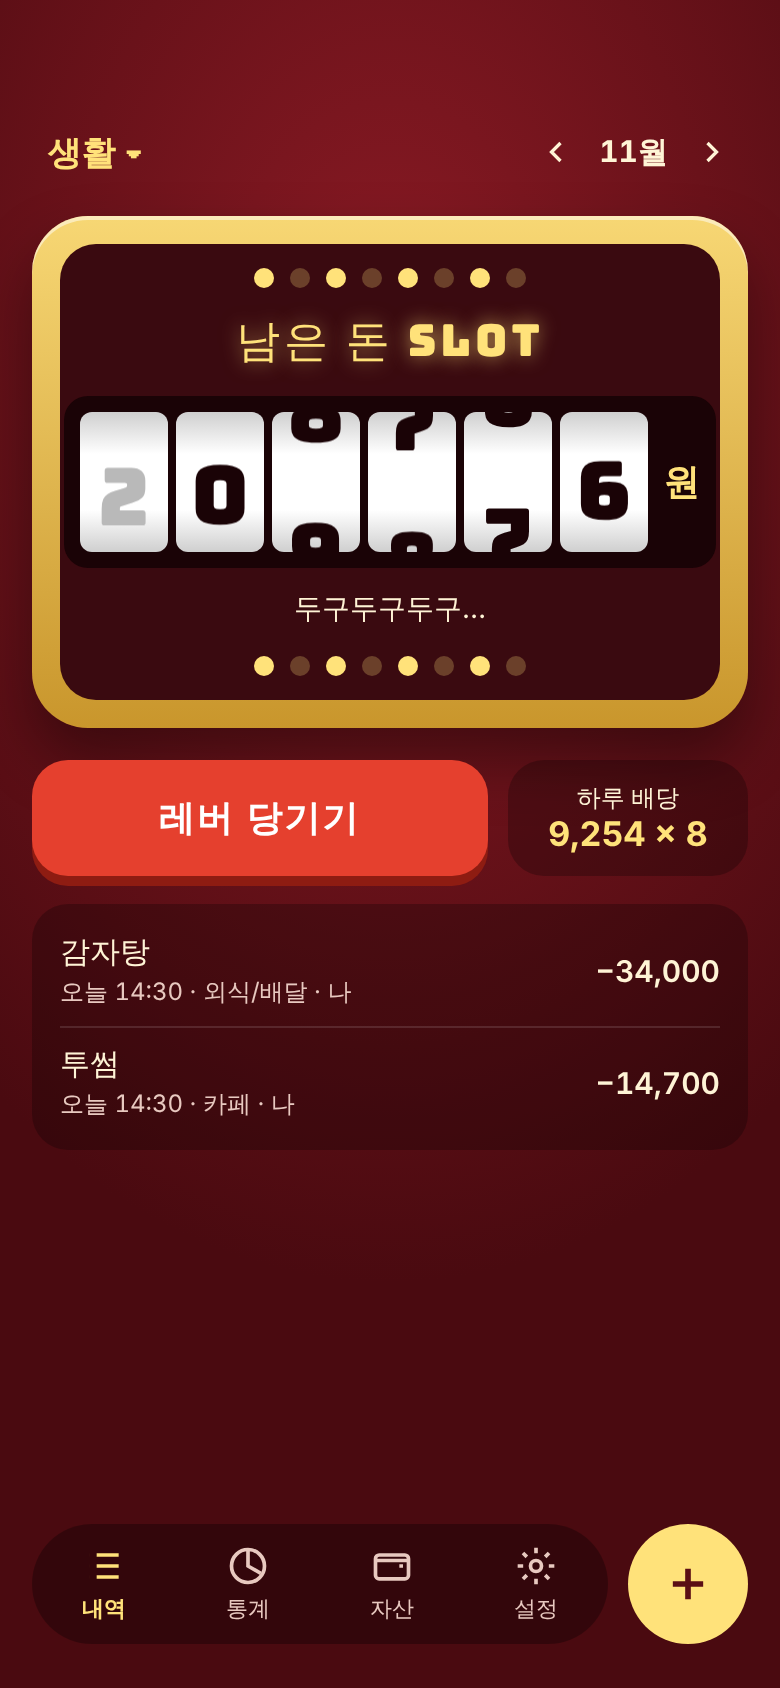 생활
11월
남은 돈 SLOT
2 0 6 원
두구두구두구...
레버 당기기
하루 배당
9,254 × 8
감자탕
오늘 14:30 · 외식/배달 · 나
−34,000
투썸
오늘 14:30 · 카페 · 나
−14,700
내역
통계
자산
설정